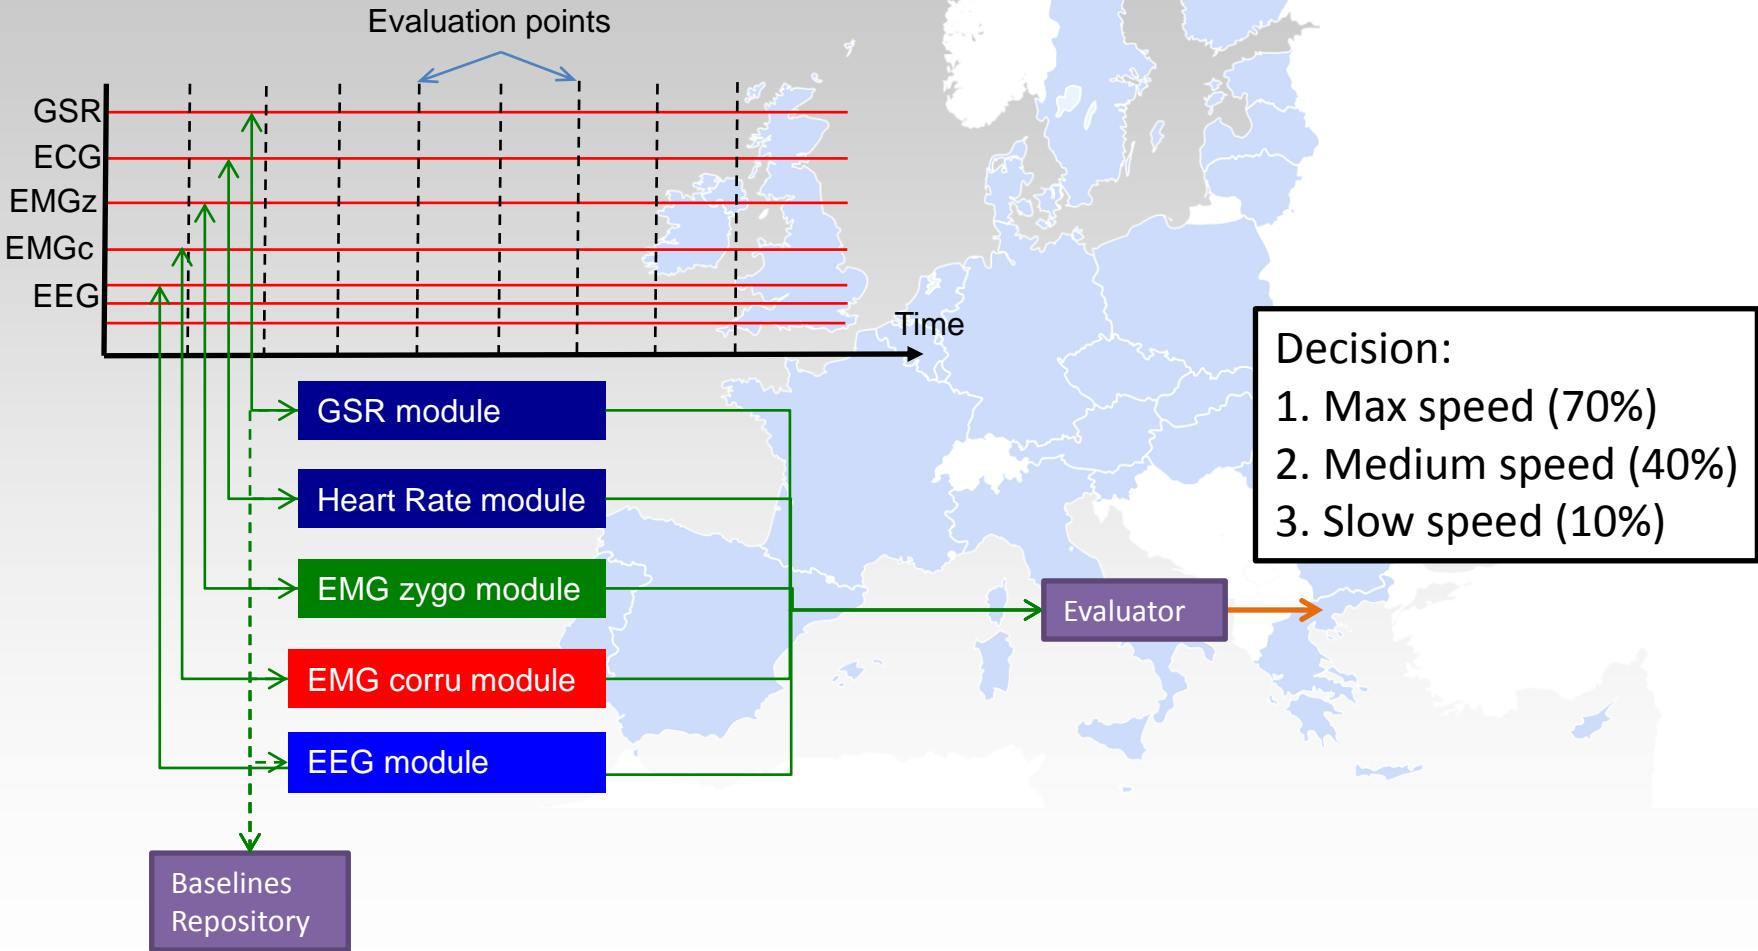 Evaluation points
GSR
ECG
EMGz
EMGc
EEG
Time
GSR module
Heart Rate module
EMG zygo module
EMG corru module
EEG module
Baselines
Repository
Evaluator
Decision:
1. Max speed (70%)
2. Medium speed (40%)
3. Slow speed (10%)